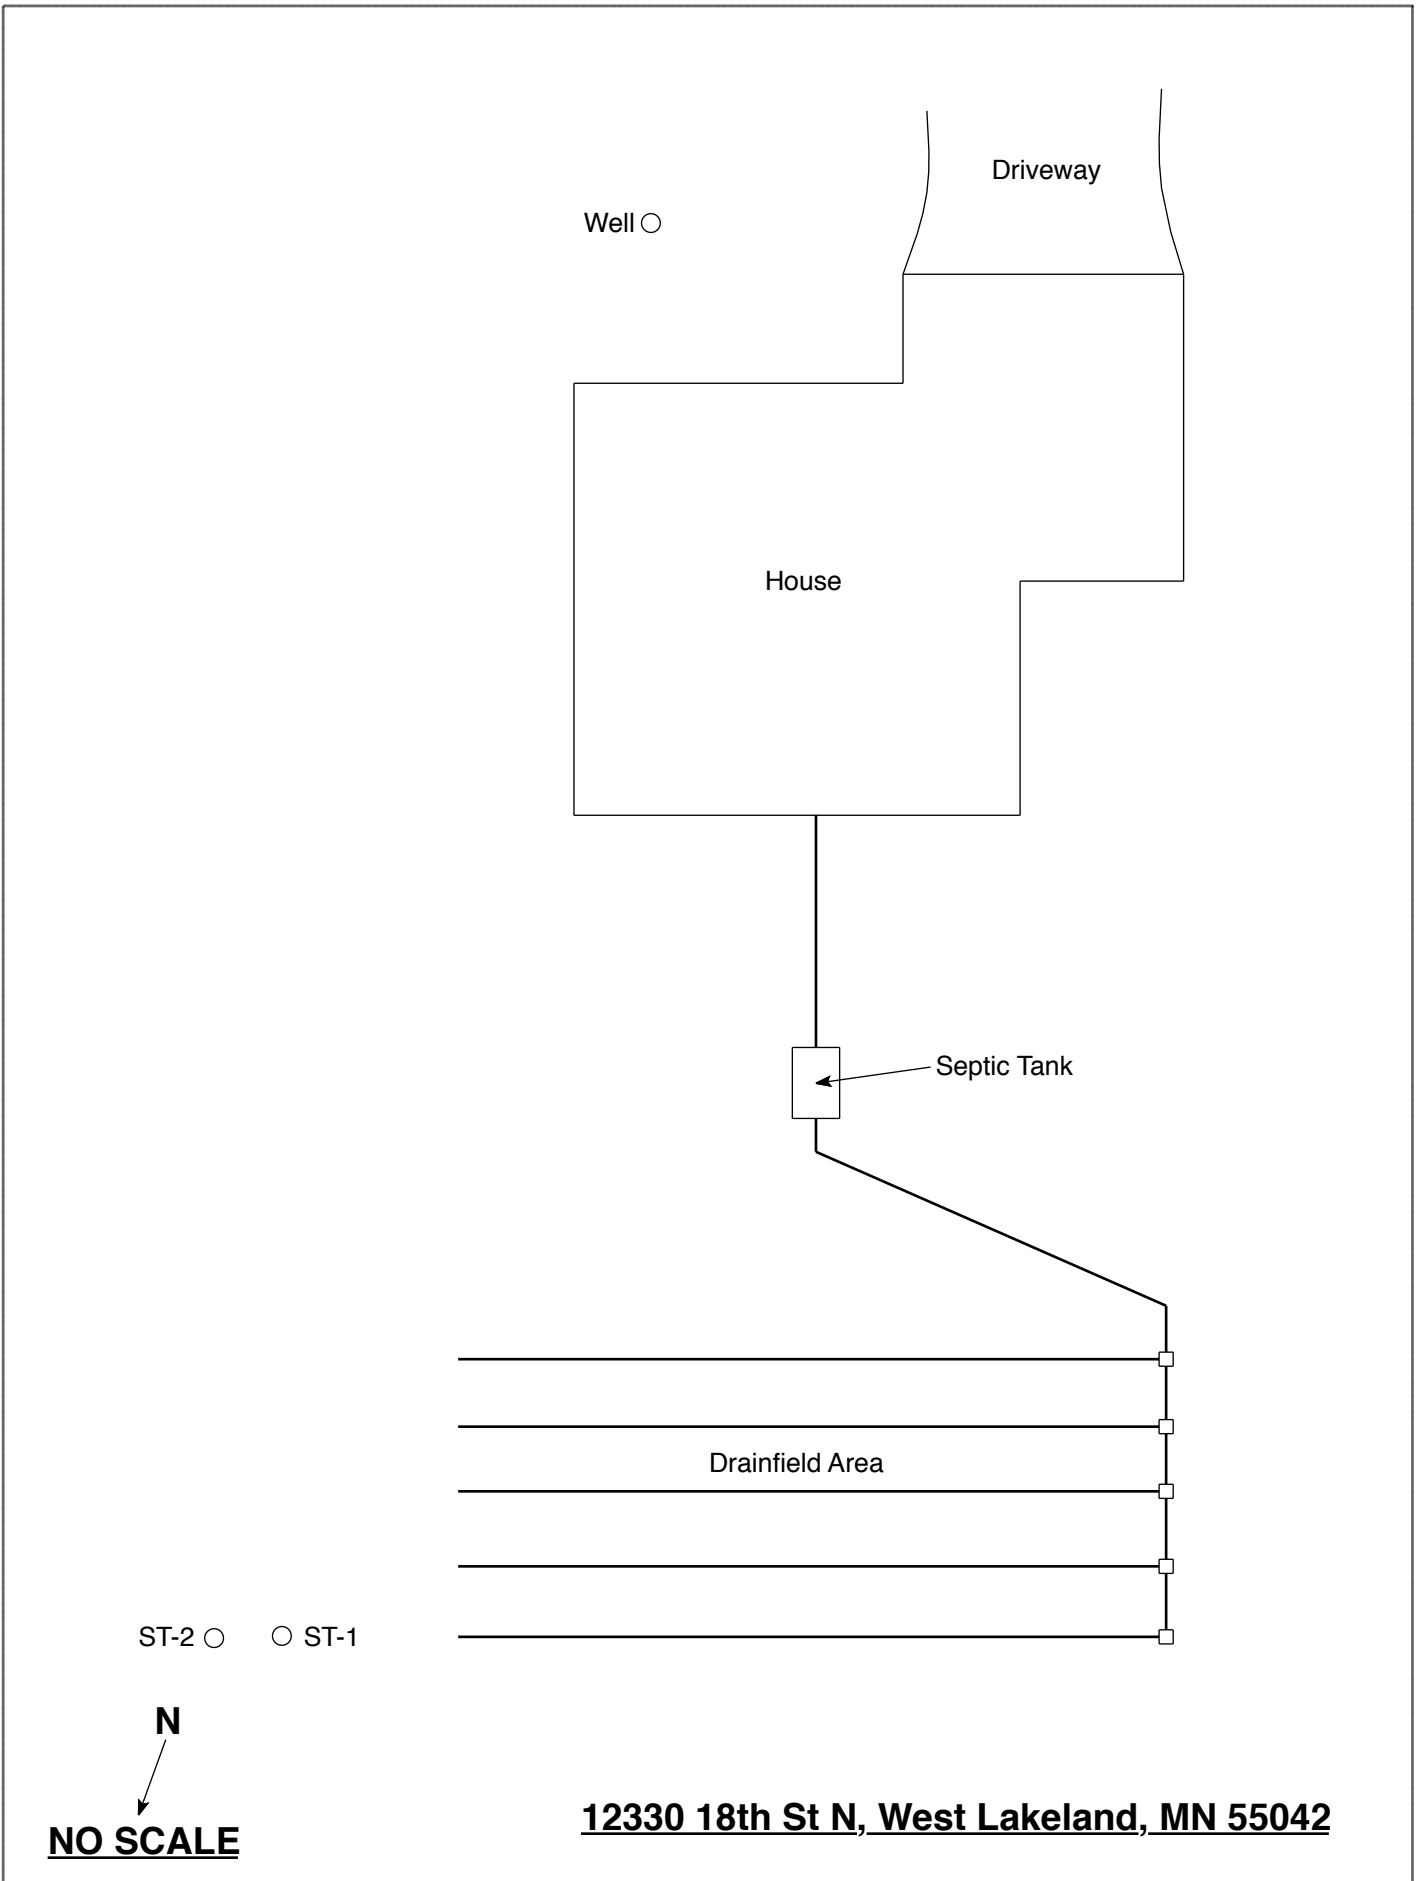 Driveway
Well
House
Septic Tank
Drainfield Area
ST-2
ST-1
N
NO SCALE
12330 18th St N, West Lakeland, MN 55042